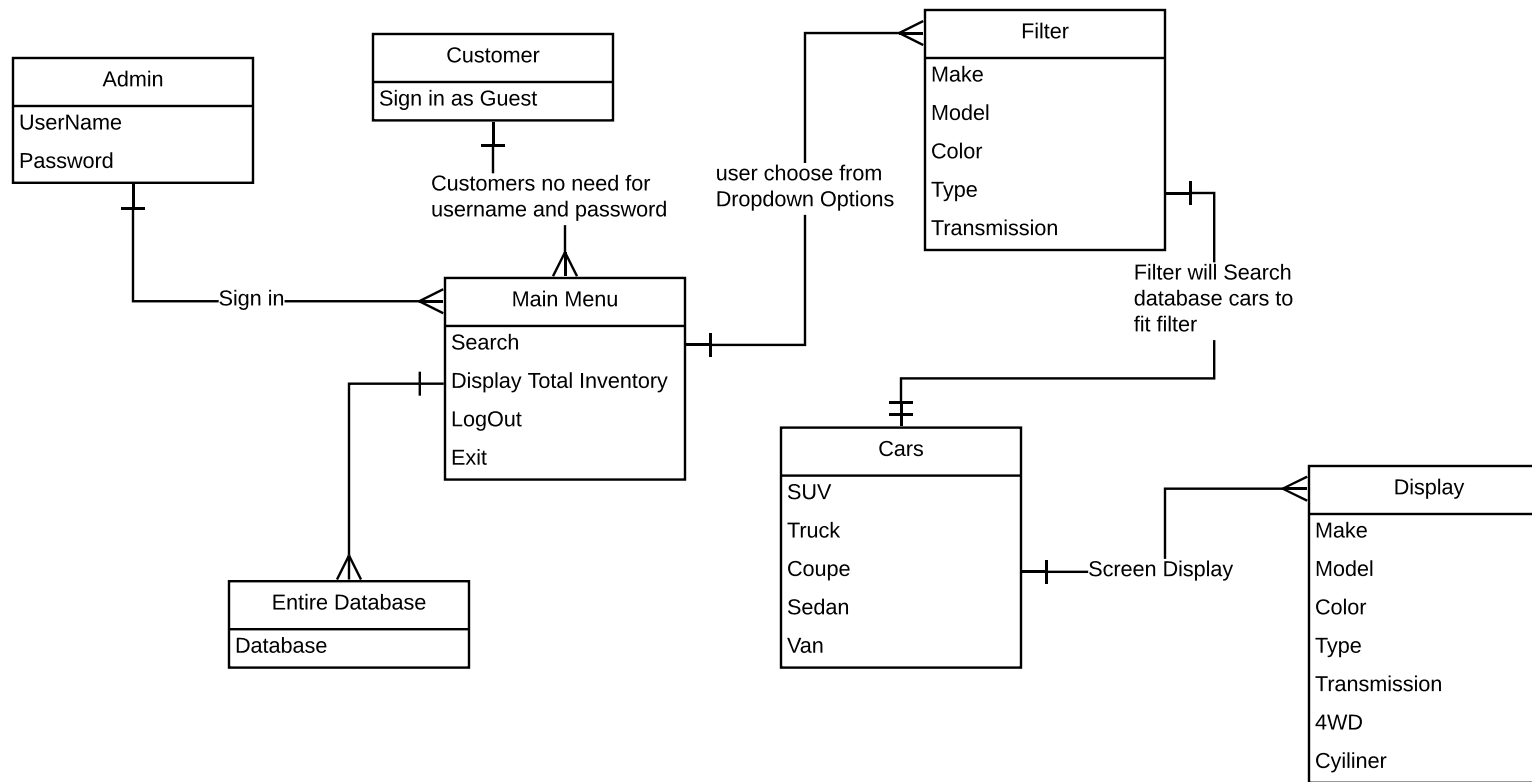 Admin
UserName
Password
Customer
Sign in as Guest
Customers no need for
username and password
Sign in
Main Menu
Search
Display Total Inventory
LogOut
Exit
Entire Database
Database
user choose from
Dropdown Options
Filter
Make
Model
Color
Type
Transmission
Filter will Search
database cars to
fit filter
Cars
SUV
Truck
Coupe
Sedan
Van
Screen Display
Display
Make
Model
Color
Type
Transmission
4WD
Cyiliner